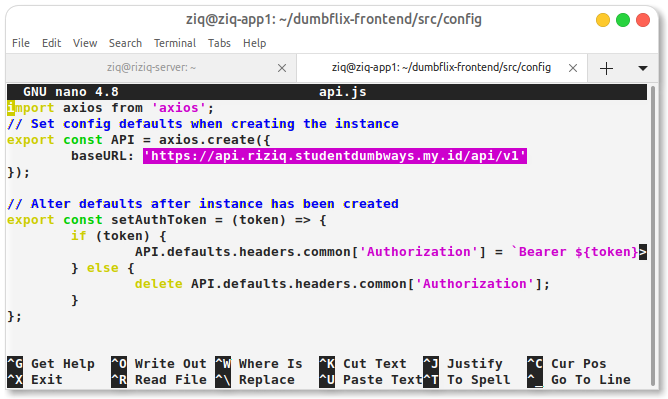 ziq@ziq-app1: ~/dumbflix-frontend/src/config
File Edit View Search Terminal Tabs Help
ziq@riziq-server: ~ × ziq@ziq-app1: ~/dumbflix-frontend/src/config × + ▾
GNU nano 4.8 api.js
import axios from 'axios';
// Set config defaults when creating the instance
export const API = axios.create({
        baseURL: 'https://api.riziq.studentdumbways.my.id/api/v1'
});

// Alter defaults after instance has been created
export const setAuthToken = (token) => {
        if (token) {
                API.defaults.headers.common['Authorization'] = `Bearer ${token}>
        } else {
                delete API.defaults.headers.common['Authorization'];
        }
};
^G Get Help ^O Write Out ^W Where Is ^K Cut Text ^J Justify ^C Cur Pos
^X Exit ^R Read File ^\ Replace ^U Paste Text ^T To Spell ^_ Go To Line